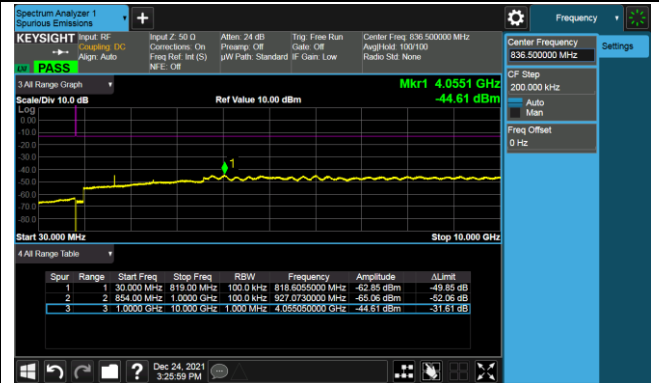 Spectrum Analyzer 1
Spurious Emissions
Frequency
KEYSIGHT
Input: RF
Coupling: DC
Align: Auto
Input Z: 50 Ω
Corrections: On
Freq Ref: Int (S)
NFE: Off
Atten: 24 dB
Preamp: Off
µW Path: Standard
Trig: Free Run
Gate: Off
IF Gain: Low
Center Freq: 836.500000 MHz
Avg|Hold: 100/100
Radio Std: None
LXI
PASS
3 All Range Graph
Mkr1 4.0551 GHz
Scale/Div 10.0 dB
Ref Value 10.00 dBm
-44.61 dBm
Log
0.00
-10.0
-20.0
-30.0
-40.0
-50.0
-60.0
-70.0
-80.0
1
Start 30.000 MHz
Stop 10.000 GHz
4 All Range Table
Spur Range Start Freq Stop Freq RBW Frequency Amplitude ΔLimit
1 1 30.000 MHz 819.00 MHz 100.0 kHz 818.6055000 MHz -62.85 dBm -49.85 dB
2 2 854.00 MHz 1.0000 GHz 100.0 kHz 927.0730000 MHz -65.06 dBm -52.06 dB
3 3 1.0000 GHz 10.000 GHz 1.000 MHz 4.055050000 GHz -44.61 dBm -31.61 dB
Center Frequency
836.500000 MHz
Settings
CF Step
200.000 kHz
Auto
Man
Freq Offset
0 Hz
Dec 24, 2021
3:25:59 PM